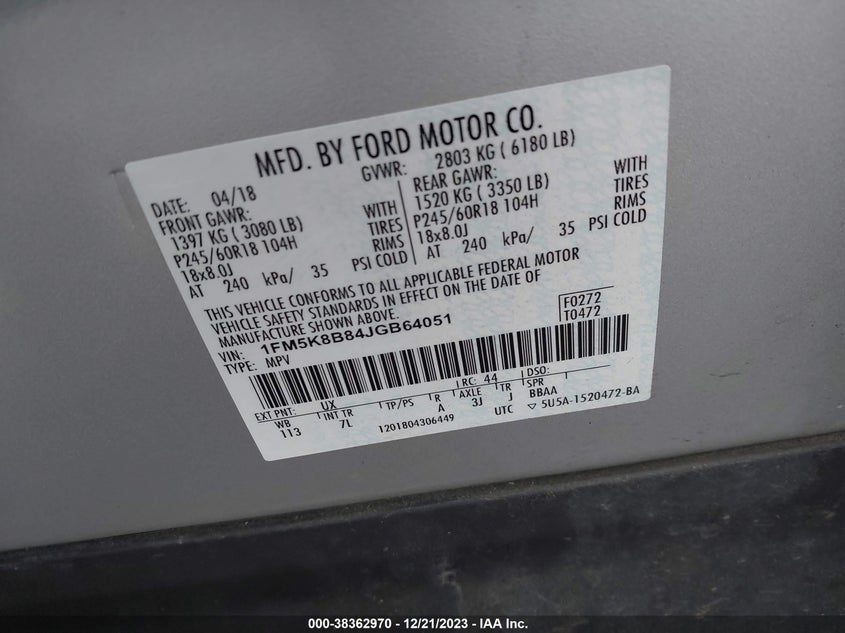 MFD. BY FORD MOTOR CO.
DATE: 04/18 GVWR: 2803 KG ( 6180 LB)
FRONT GAWR: REAR GAWR:
1397 KG ( 3080 LB) WITH 1520 KG ( 3350 LB) WITH
P245/60R18 104H TIRES P245/60R18 104H TIRES
18x8.0J RIMS 18x8.0J RIMS
AT 240 kPa/ 35 PSI COLD AT 240 kPa/ 35 PSI COLD
THIS VEHICLE CONFORMS TO ALL APPLICABLE FEDERAL MOTOR
VEHICLE SAFETY STANDARDS IN EFFECT ON THE DATE OF
MANUFACTURE SHOWN ABOVE.
VIN: 1FM5K8B84JGB64051 F0272
TYPE: MPV T0472
EXT PNT: UX RC: 44 DSO:
WB INT TR TP/PS R AXLE TR SPR
113 7L A 3J J BBAA
1201804306449 UTC ▽ 5U5A-1520472-BA
000-38362970 - 12/21/2023 - IAA Inc.